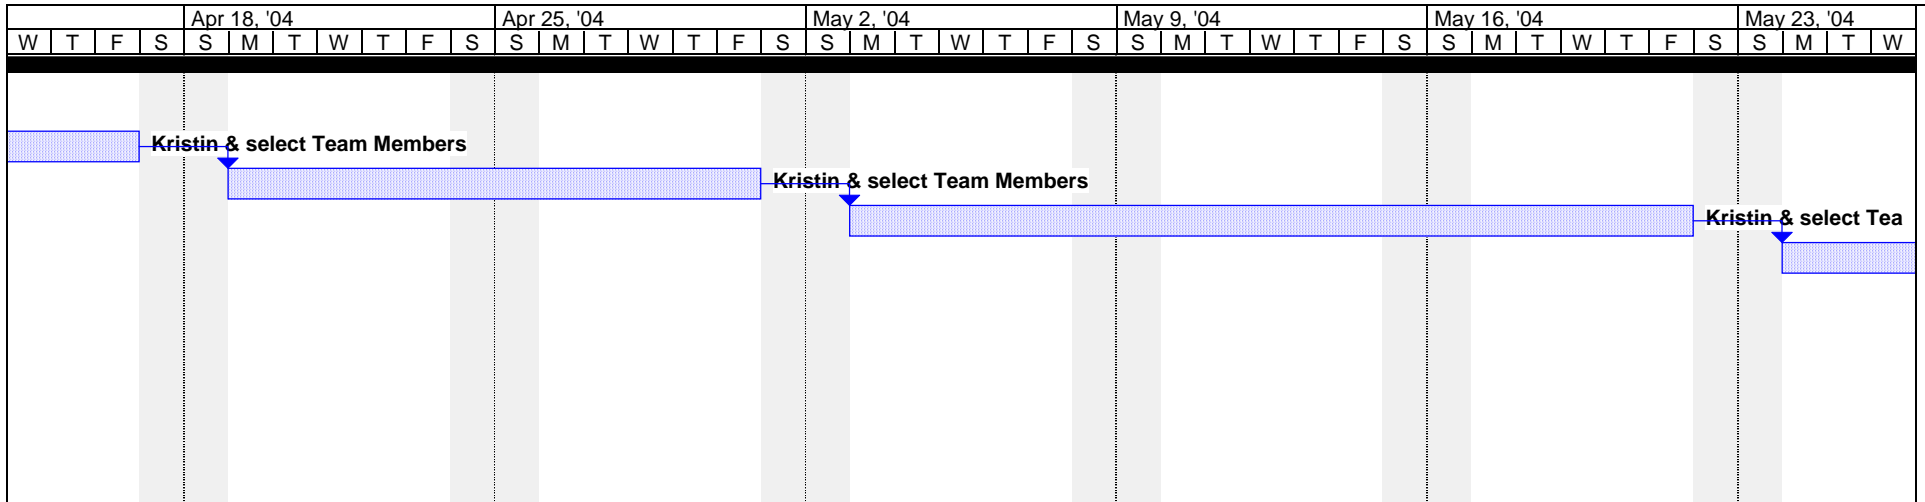 Apr 18, '04 Apr 25, '04 May 2, '04 May 9, '04 May 16, '04 May 23, '04
W T F S S M T W T F S S M T W T F S S M T W T F S S M T W T F S S M T W T F S S M T W
Kristin & select Team Members
Kristin & select Team Members
Kristin & select Tea